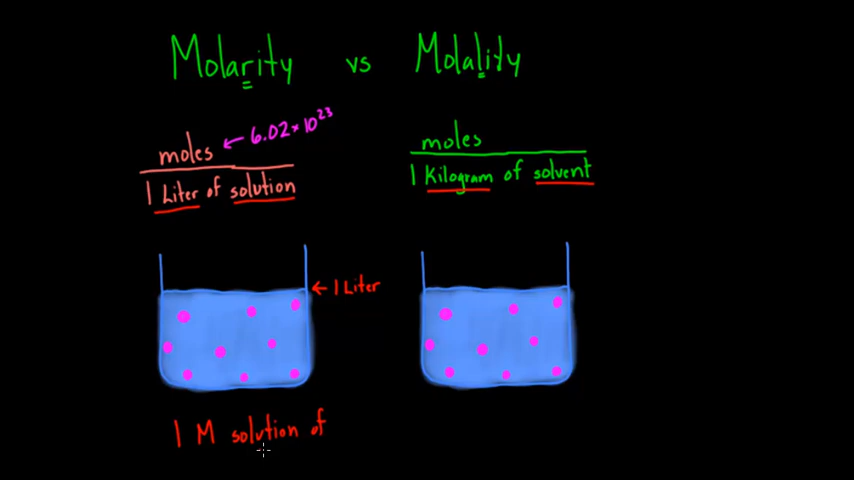 Molarity vs Molality
moles ← 6.02×10²³
1 Liter of solution
moles
1 Kilogram of solvent
← 1 Liter
1 M solution of